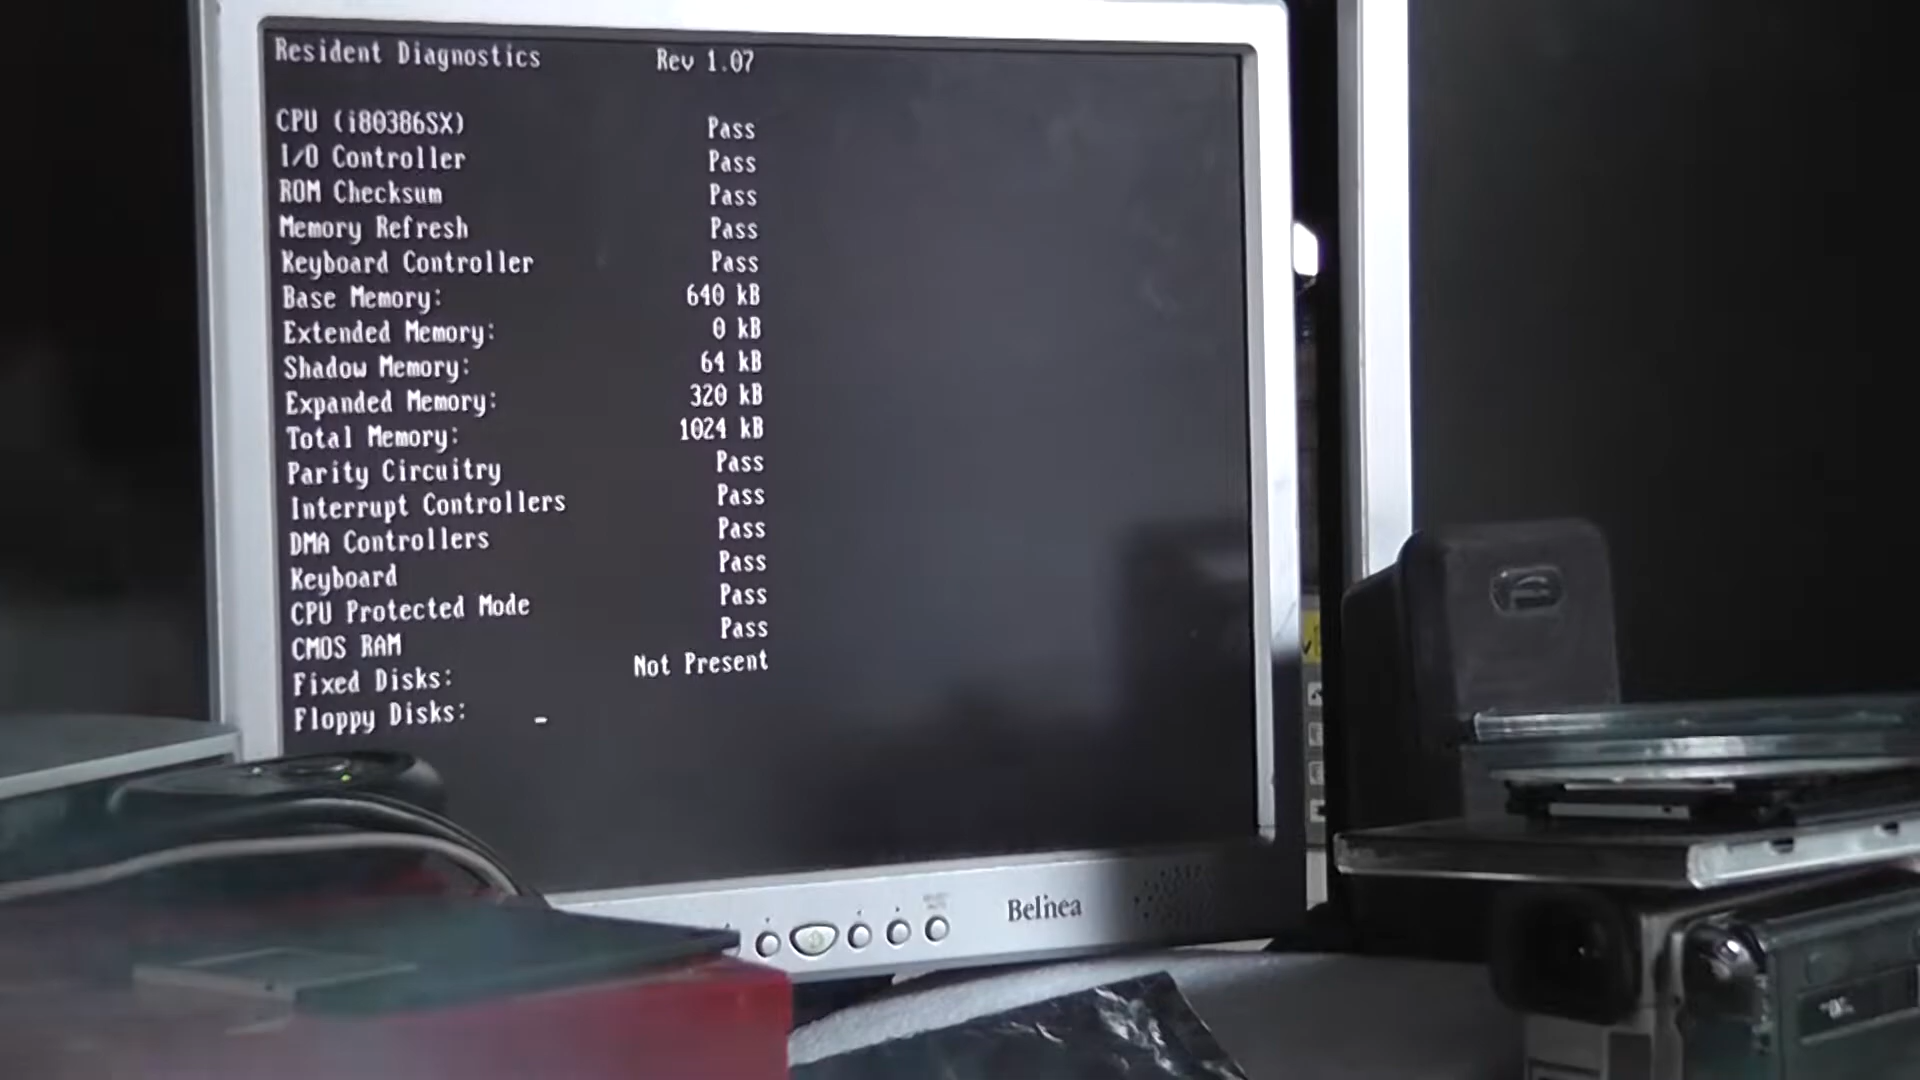 Resident Diagnostics Rev 1.07
CPU (i80386SX) Pass
I/O Controller Pass
ROM Checksum Pass
Memory Refresh Pass
Keyboard Controller Pass
Base Memory: 640 kB
Extended Memory: 0 kB
Shadow Memory: 64 kB
Expanded Memory: 320 kB
Total Memory: 1024 kB
Parity Circuitry Pass
Interrupt Controllers Pass
DMA Controllers Pass
Keyboard Pass
CPU Protected Mode Pass
CMOS RAM Pass
Fixed Disks: Not Present
Floppy Disks: _
Belinea